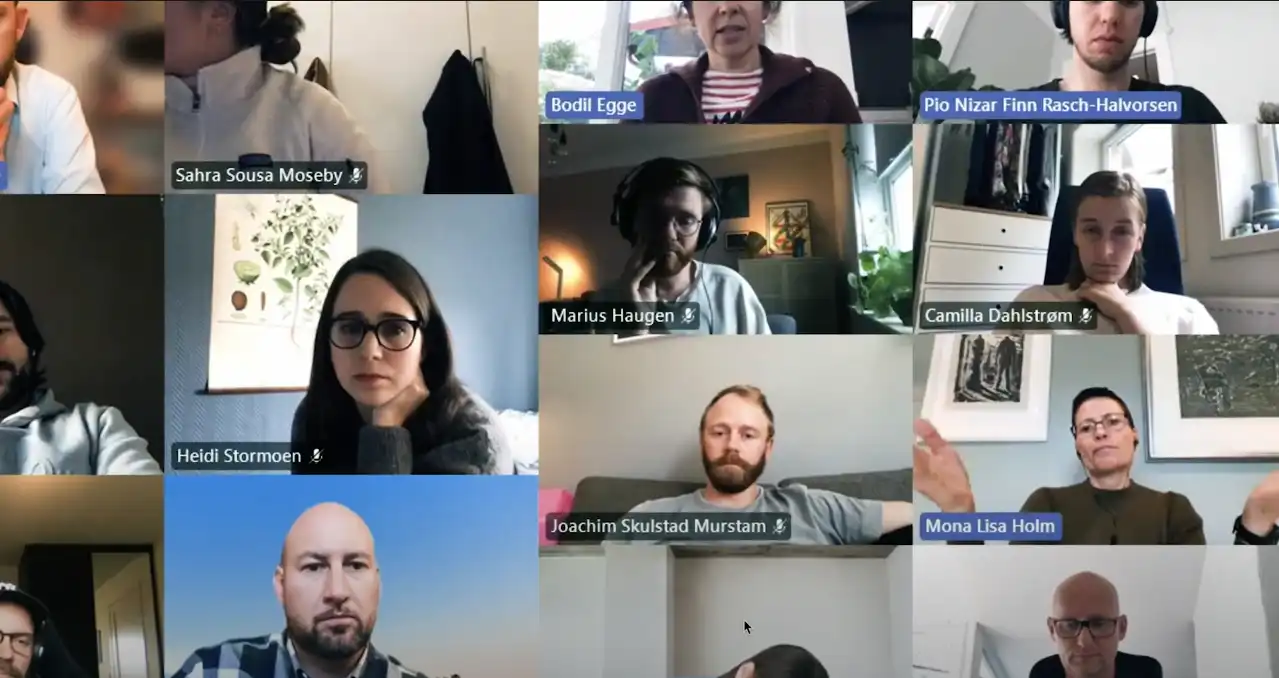 Bodil Egge
Pio Nizar Finn Rasch-Halvorsen
Sahra Sousa Moseby
Marius Haugen
Camilla Dahlstrøm
Heidi Stormoen
Joachim Skulstad Murstam
Mona Lisa Holm